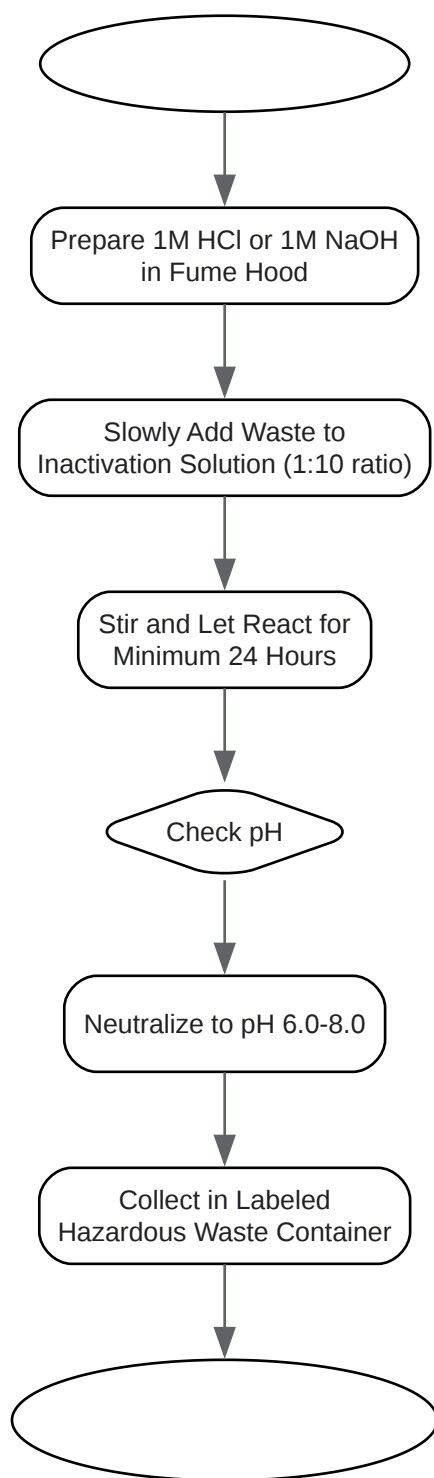 Prepare 1M HCl or 1M NaOH
in Fume Hood
Slowly Add Waste to
Inactivation Solution (1:10 ratio)
Stir and Let React for
Minimum 24 Hours
Check pH
Neutralize to pH 6.0-8.0
Collect in Labeled
Hazardous Waste Container